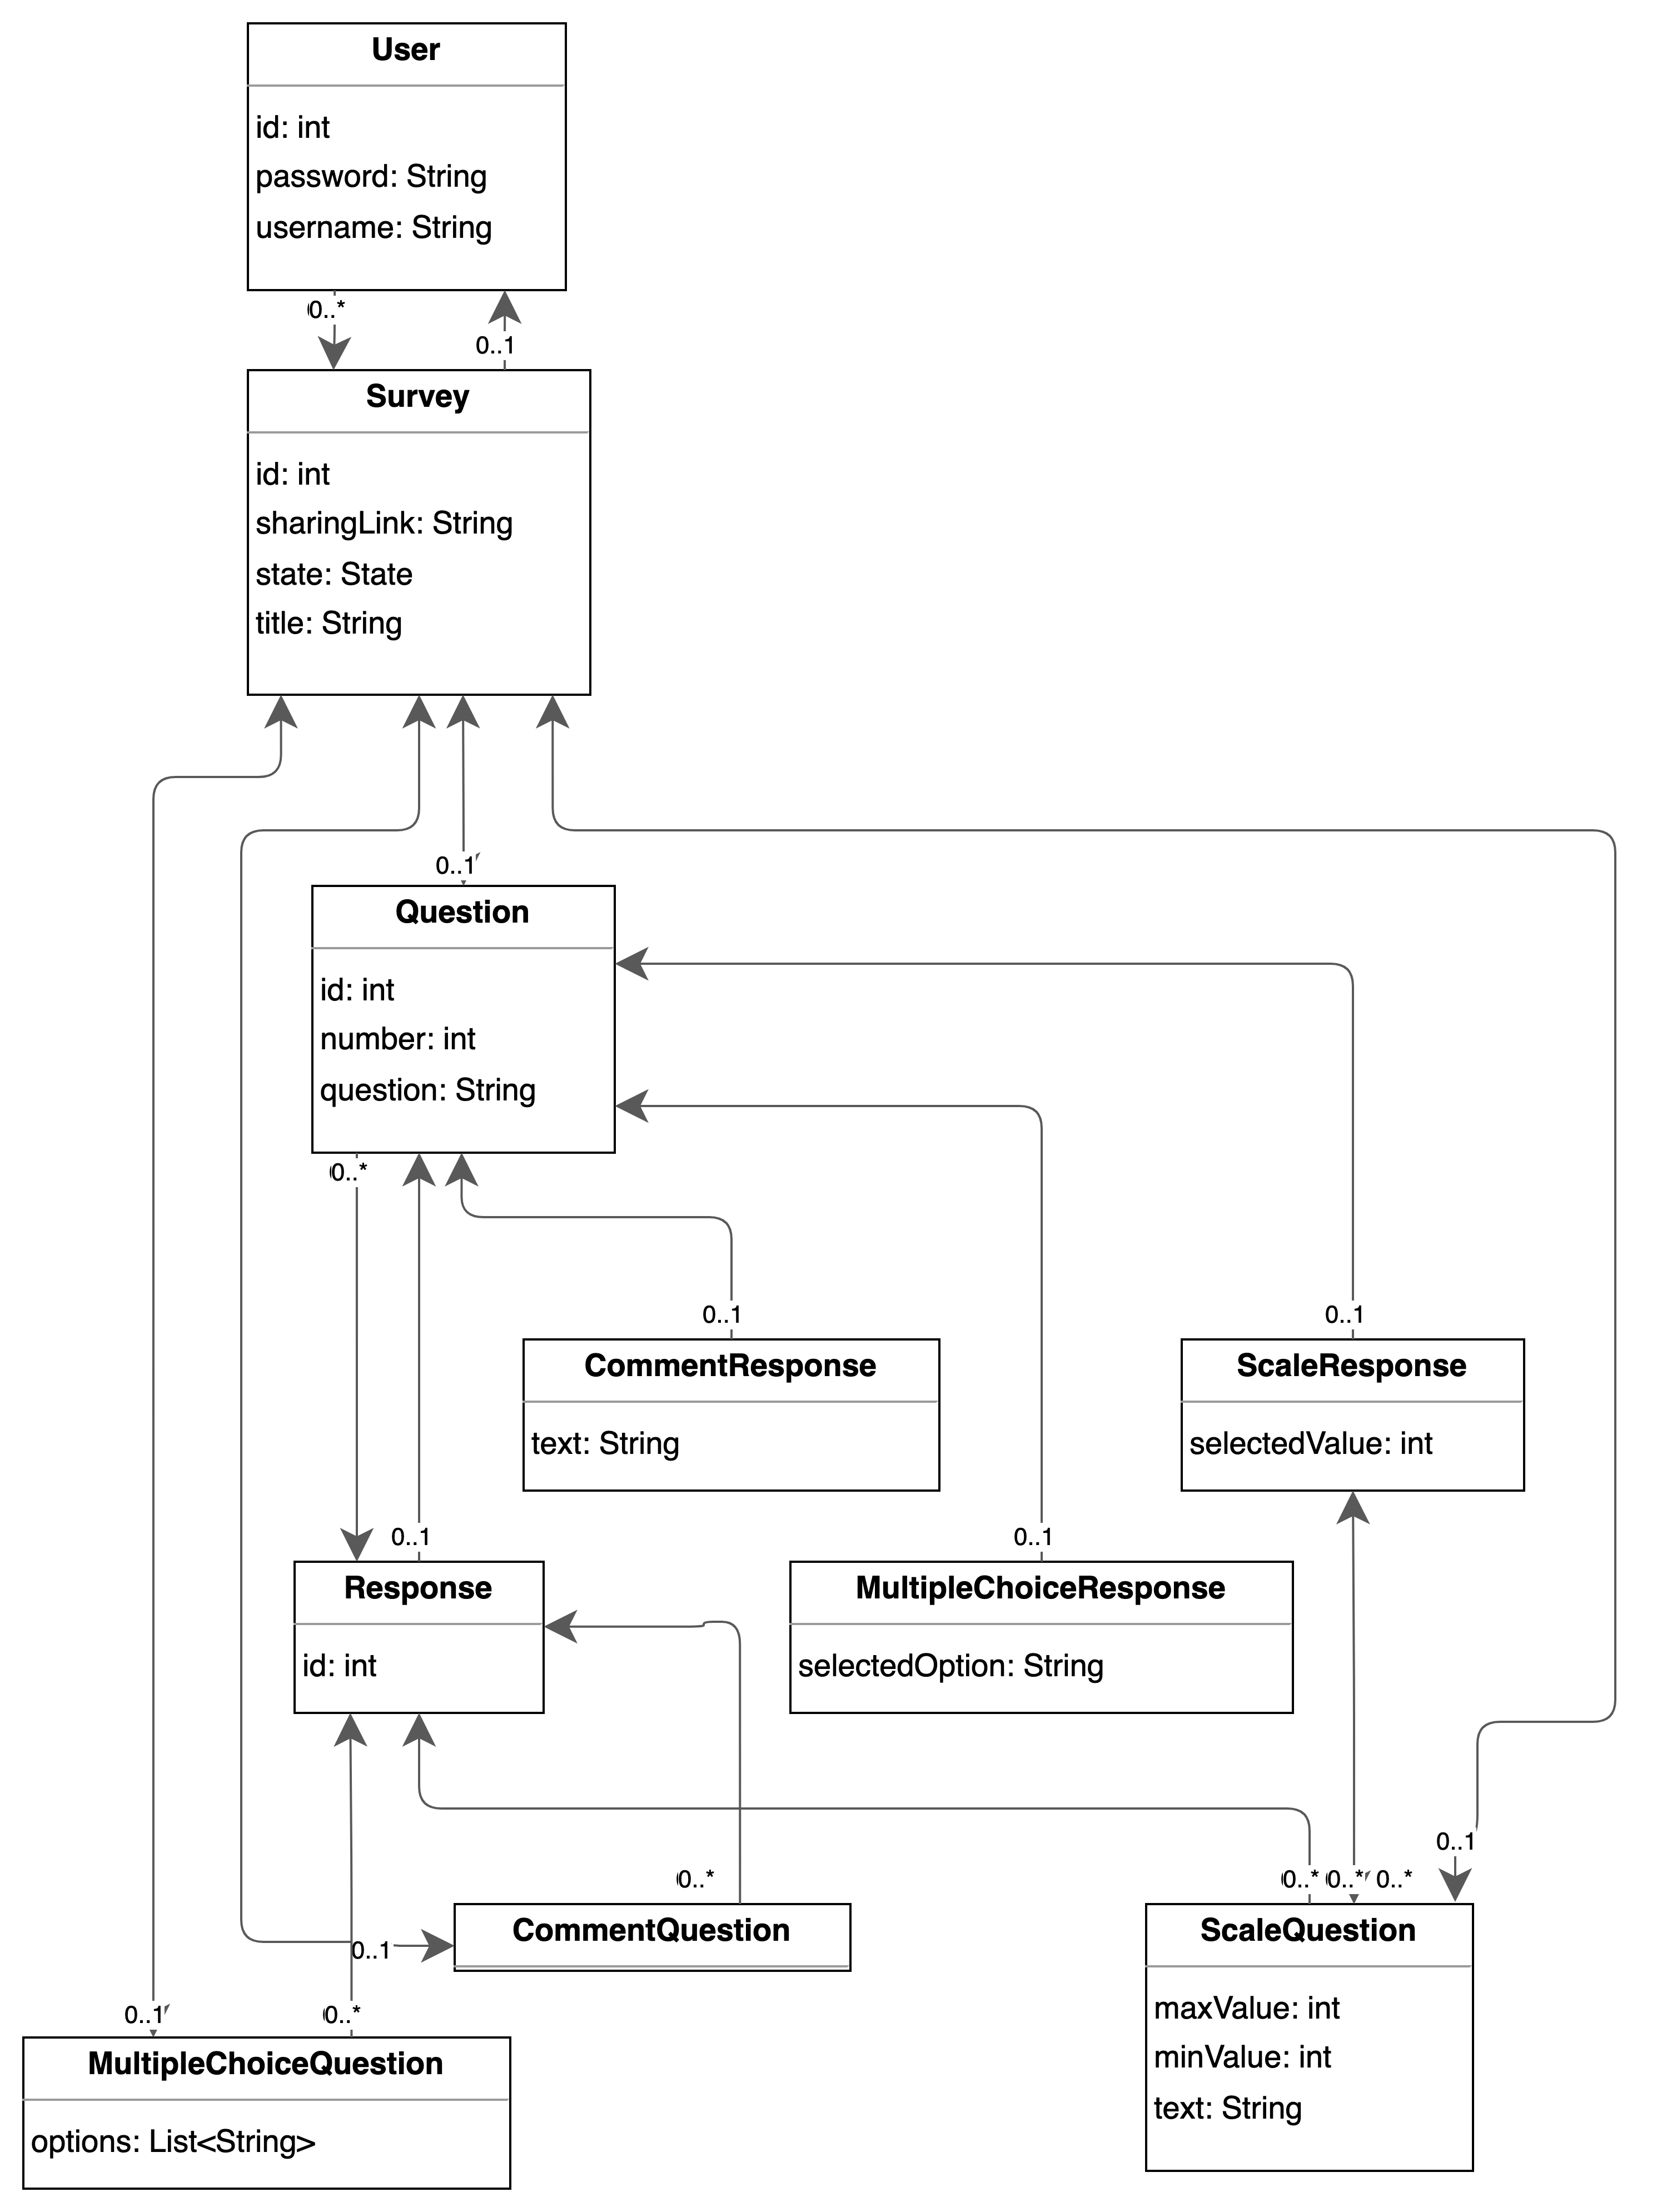 User
id: int
password: String
username: String
0..*
0..1
Survey
id: int
sharingLink: String
state: State
title: String
0..1
Question
id: int
number: int
question: String
0..*
0..1
0..1
CommentResponse
text: String
ScaleResponse
selectedValue: int
0..1
0..1
Response
id: int
MultipleChoiceResponse
selectedOption: String
0..1
0..*
0..* 0..* 0..*
CommentQuestion
0..1
ScaleQuestion
maxValue: int
minValue: int
text: String
0..1
0..*
MultipleChoiceQuestion
options: List<String>